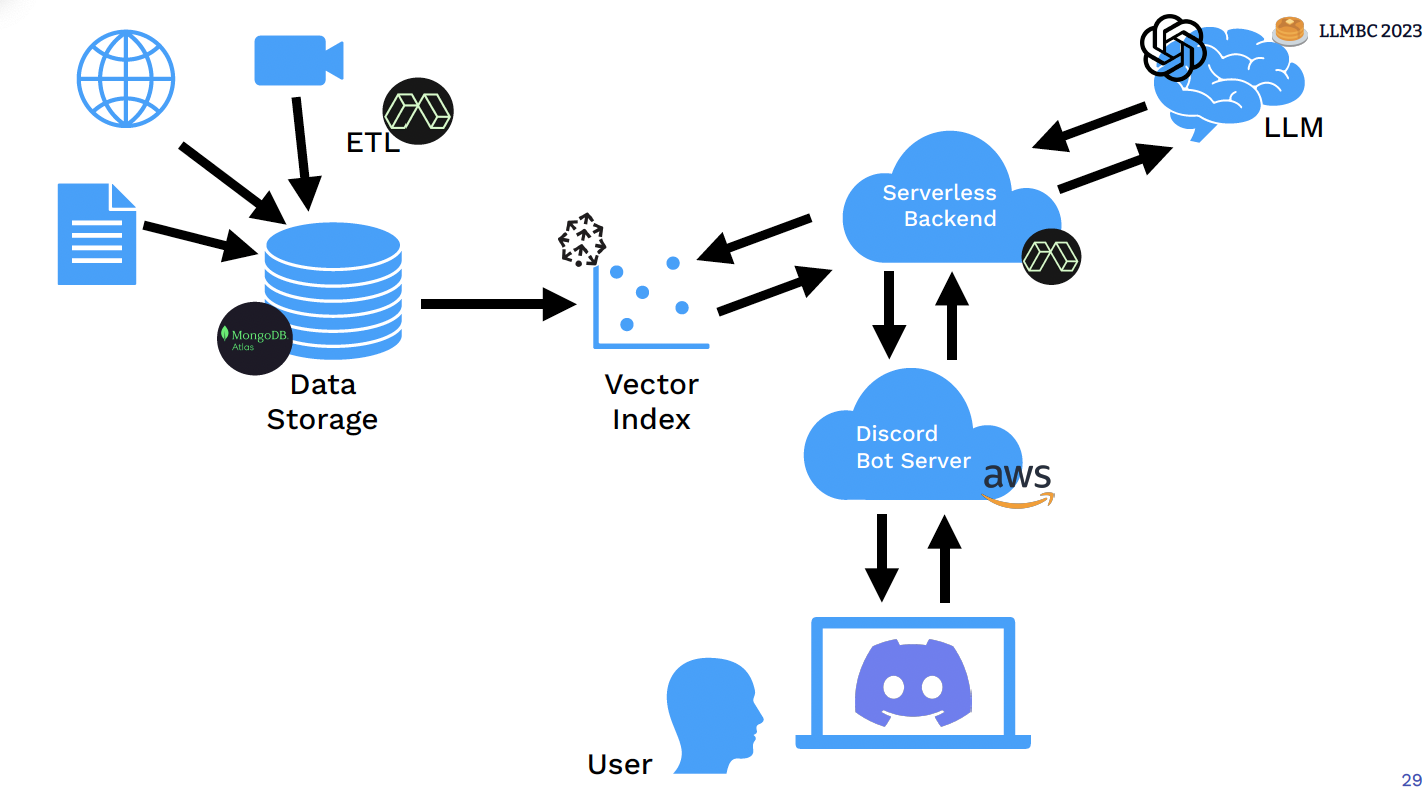 LLMBC 2023
ETL
LLM
Serverless
Backend
MongoDB.
Atlas
Data
Storage
Vector
Index
Discord
Bot Server
aws
User
29